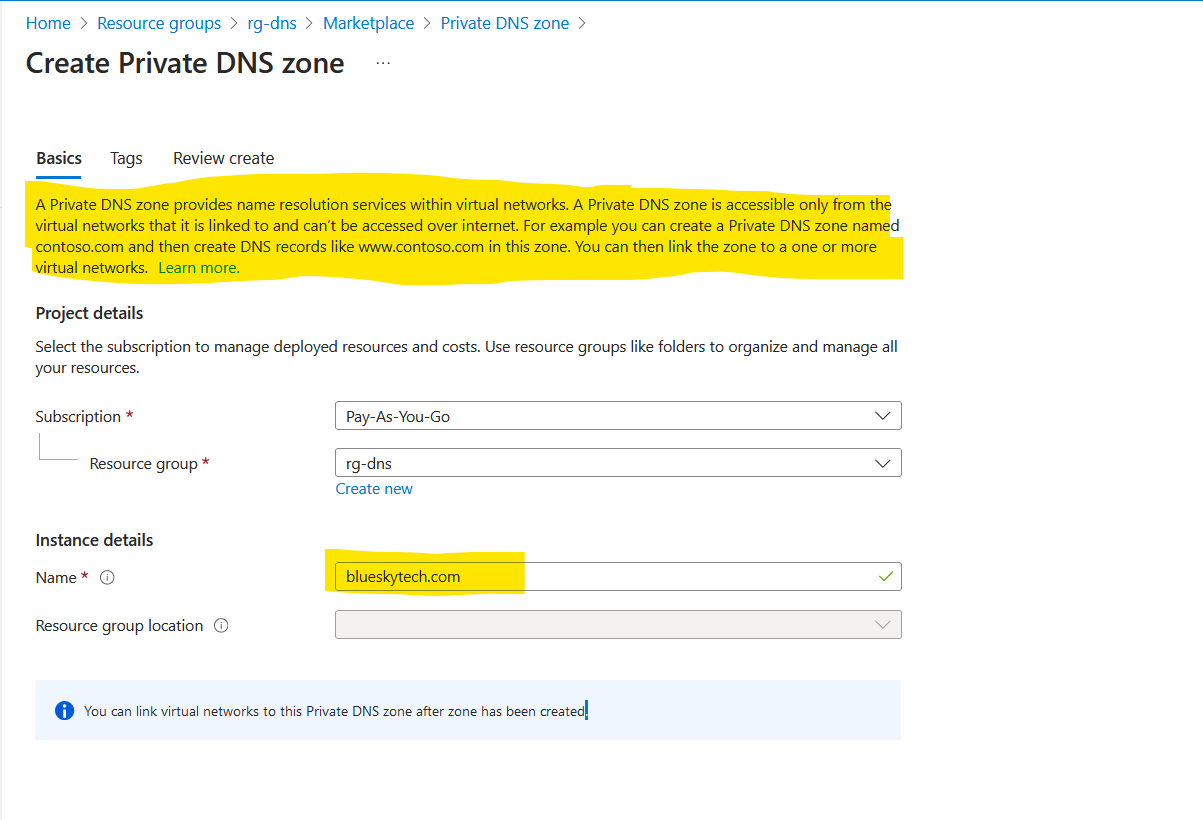 Home > Resource groups > rg-dns > Marketplace > Private DNS zone >
Create Private DNS zone ...
Basics Tags Review create
A Private DNS zone provides name resolution services within virtual networks. A Private DNS zone is accessible only from the
virtual networks that it is linked to and can’t be accessed over internet. For example you can create a Private DNS zone named
contoso.com and then create DNS records like www.contoso.com in this zone. You can then link the zone to a one or more
virtual networks. Learn more.
Project details
Select the subscription to manage deployed resources and costs. Use resource groups like folders to organize and manage all
your resources.
Subscription * Pay-As-You-Go
Resource group * rg-dns
Create new
Instance details
Name * blueskytech.com
Resource group location
You can link virtual networks to this Private DNS zone after zone has been created.